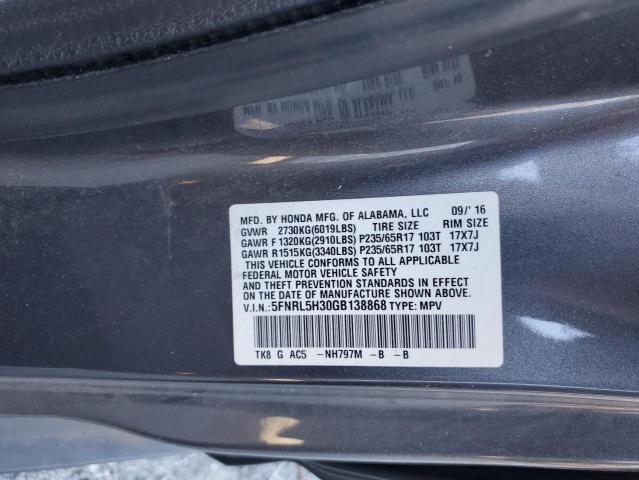 MFD. BY HONDA MFG. OF ALABAMA, LLC 09/'16
GVWR 2730KG(6019LBS) TIRE SIZE RIM SIZE
GAWR F 1320KG(2910LBS) P235/65R17 103T 17X7J
GAWR R1515KG(3340LBS) P235/65R17 103T 17X7J
THIS VEHICLE CONFORMS TO ALL APPLICABLE
FEDERAL MOTOR VEHICLE SAFETY
AND THEFT PREVENTION STANDARDS IN EFFECT
ON THE DATE OF MANUFACTURE SHOWN ABOVE.
V.I.N.: 5FNRL5H30GB138868 TYPE: MPV
TK8 G AC5 -NH797M -B -B